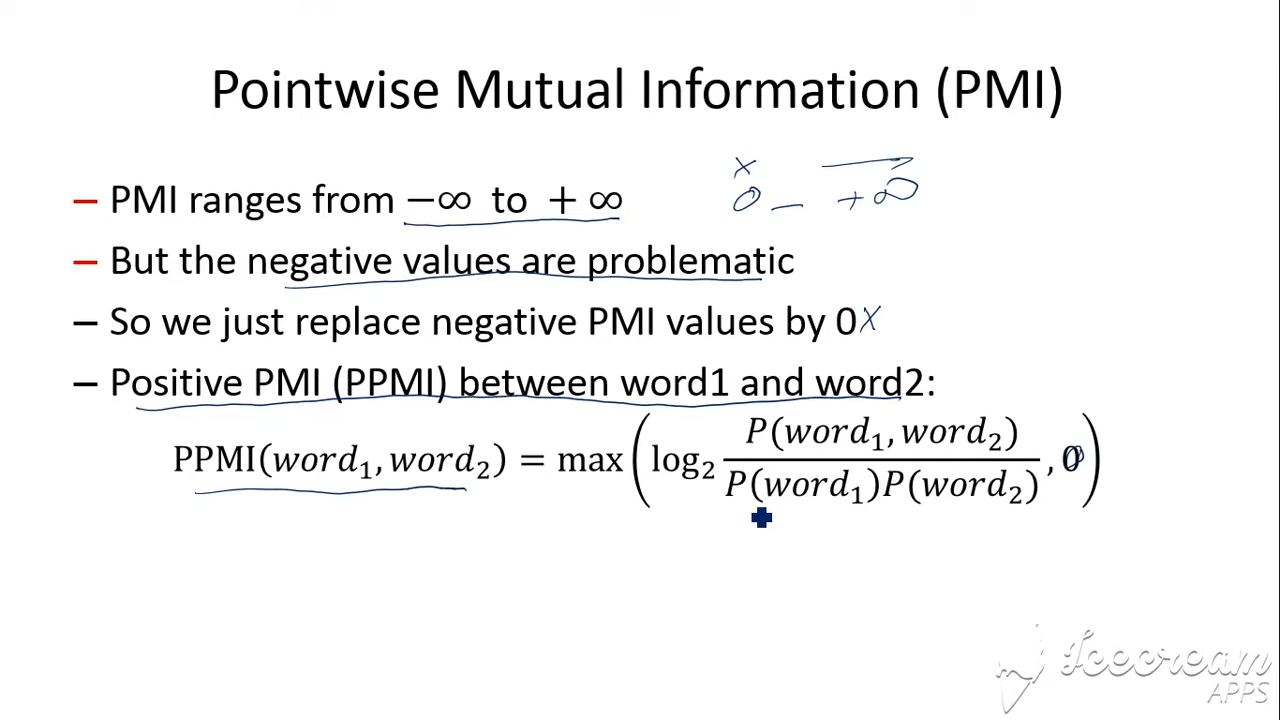 Pointwise Mutual Information (PMI)
x
– PMI ranges from −∞ to + ∞ 0 – +∞
– But the negative values are problematic
– So we just replace negative PMI values by 0 x
– Positive PMI (PPMI) between word1 and word2:
PPMI(word₁, word₂) = max(log₂ P(word₁, word₂) / P(word₁)P(word₂), 0)
Icecream
APPS